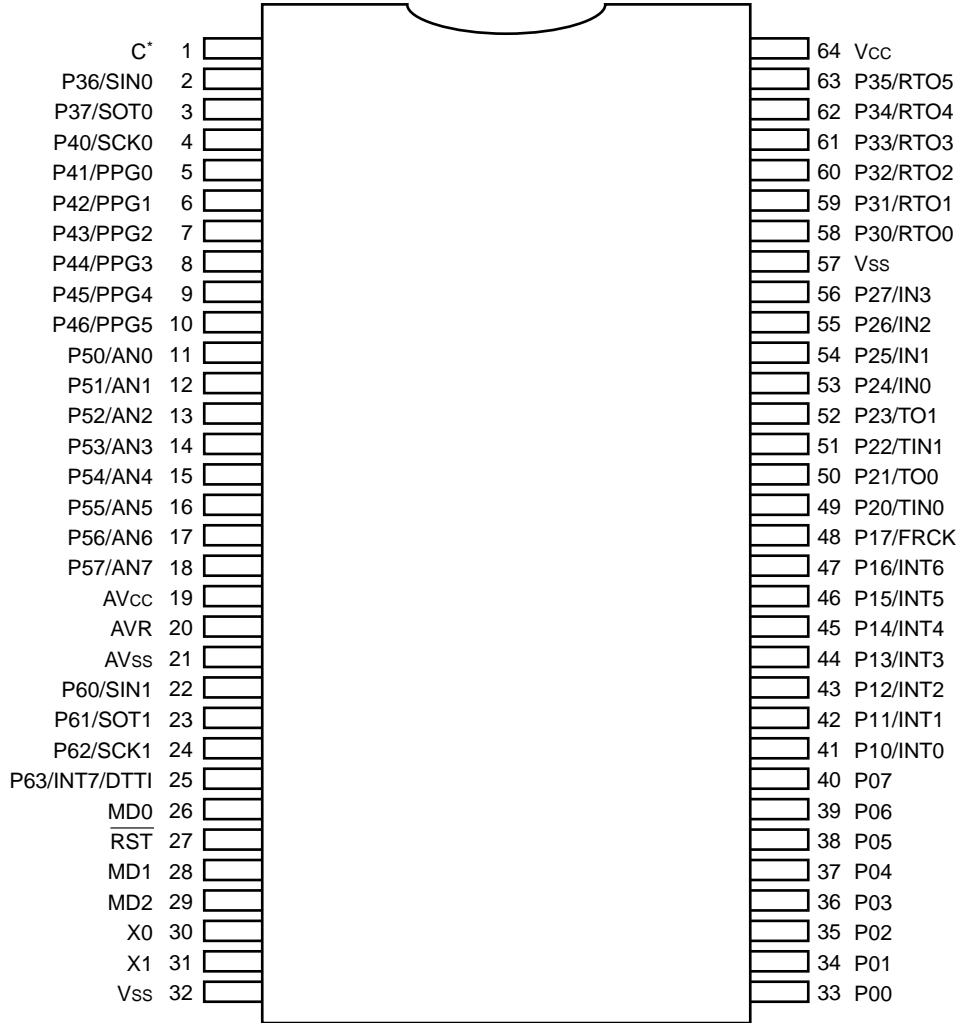 C* 1
P36/SIN0 2
P37/SOT0 3
P40/SCK0 4
P41/PPG0 5
P42/PPG1 6
P43/PPG2 7
P44/PPG3 8
P45/PPG4 9
P46/PPG5 10
P50/AN0 11
P51/AN1 12
P52/AN2 13
P53/AN3 14
P54/AN4 15
P55/AN5 16
P56/AN6 17
P57/AN7 18
AVcc 19
AVR 20
AVss 21
P60/SIN1 22
P61/SOT1 23
P62/SCK1 24
P63/INT7/DTTI 25
MD0 26
RST 27
MD1 28
MD2 29
X0 30
X1 31
Vss 32
64 Vcc
63 P35/RTO5
62 P34/RTO4
61 P33/RTO3
60 P32/RTO2
59 P31/RTO1
58 P30/RTO0
57 Vss
56 P27/IN3
55 P26/IN2
54 P25/IN1
53 P24/IN0
52 P23/TO1
51 P22/TIN1
50 P21/TO0
49 P20/TIN0
48 P17/FRCK
47 P16/INT6
46 P15/INT5
45 P14/INT4
44 P13/INT3
43 P12/INT2
42 P11/INT1
41 P10/INT0
40 P07
39 P06
38 P05
37 P04
36 P03
35 P02
34 P01
33 P00